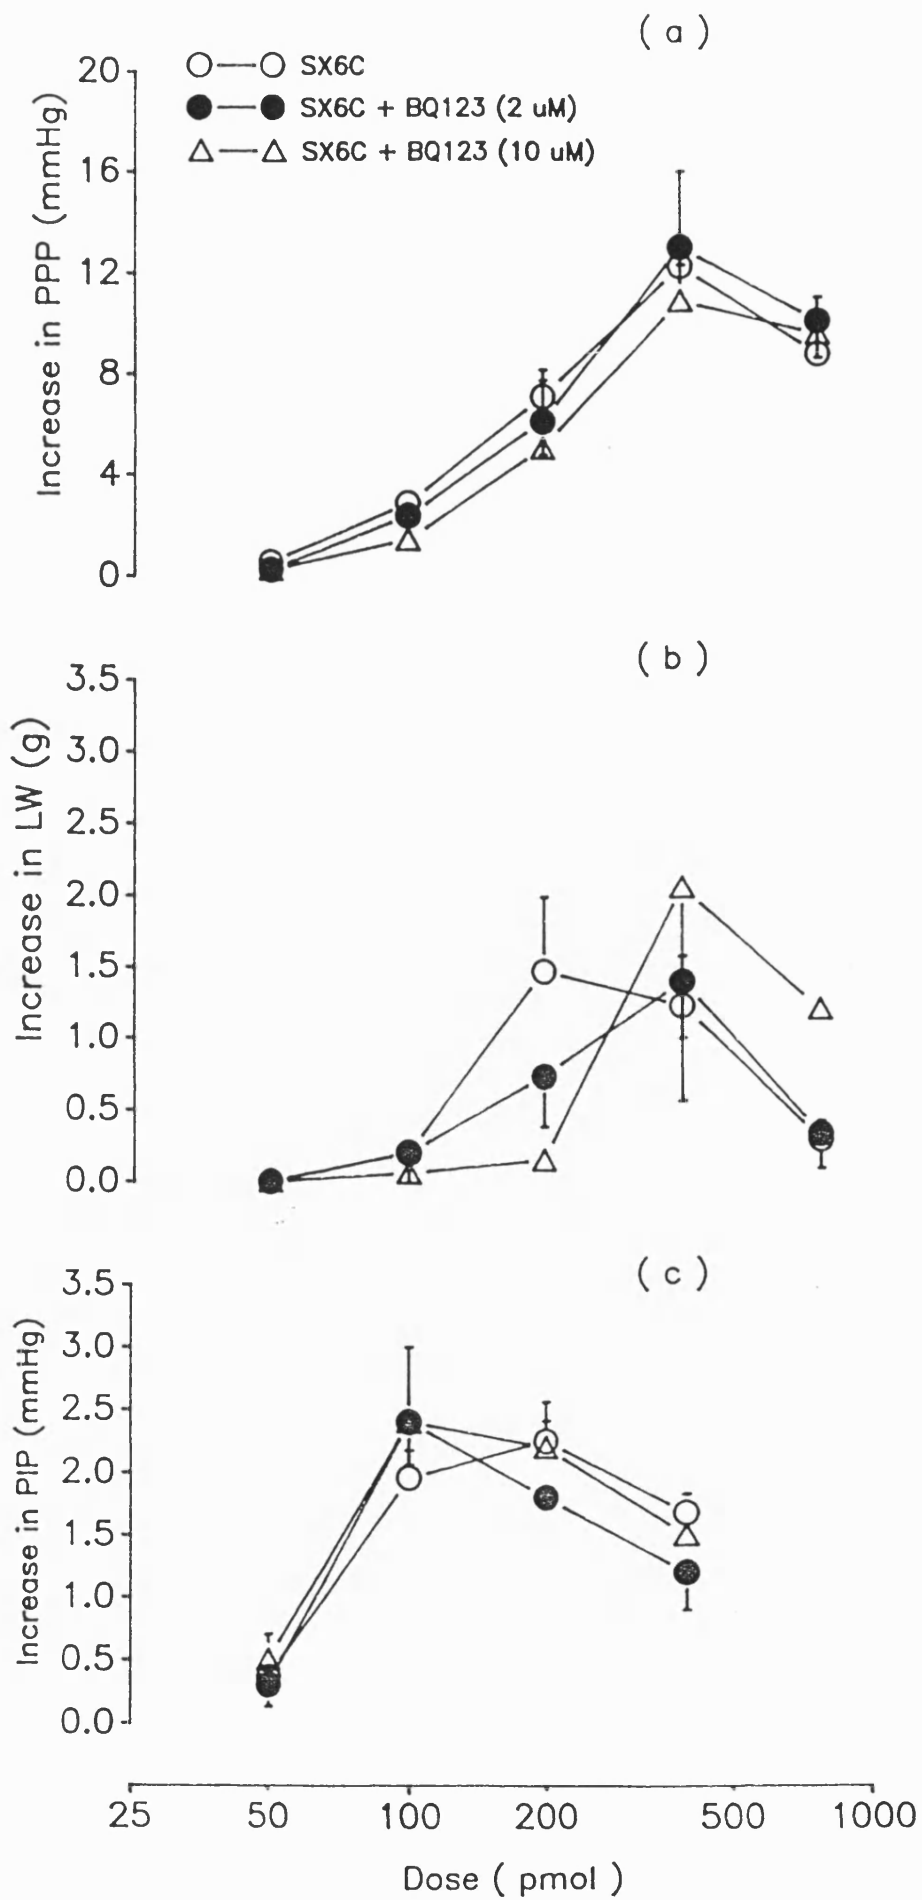 ( a )
SX6C
SX6C + BQ123 (2 uM)
SX6C + BQ123 (10 uM)
Increase in PPP (mmHg)
20
16
12
8
4
0
( b )
Increase in LW (g)
3.5
3.0
2.5
2.0
1.5
1.0
0.5
0.0
( c )
Increase in PIP (mmHg)
3.5
3.0
2.5
2.0
1.5
1.0
0.5
0.0
25 50 100 200 500 1000
Dose ( pmol )